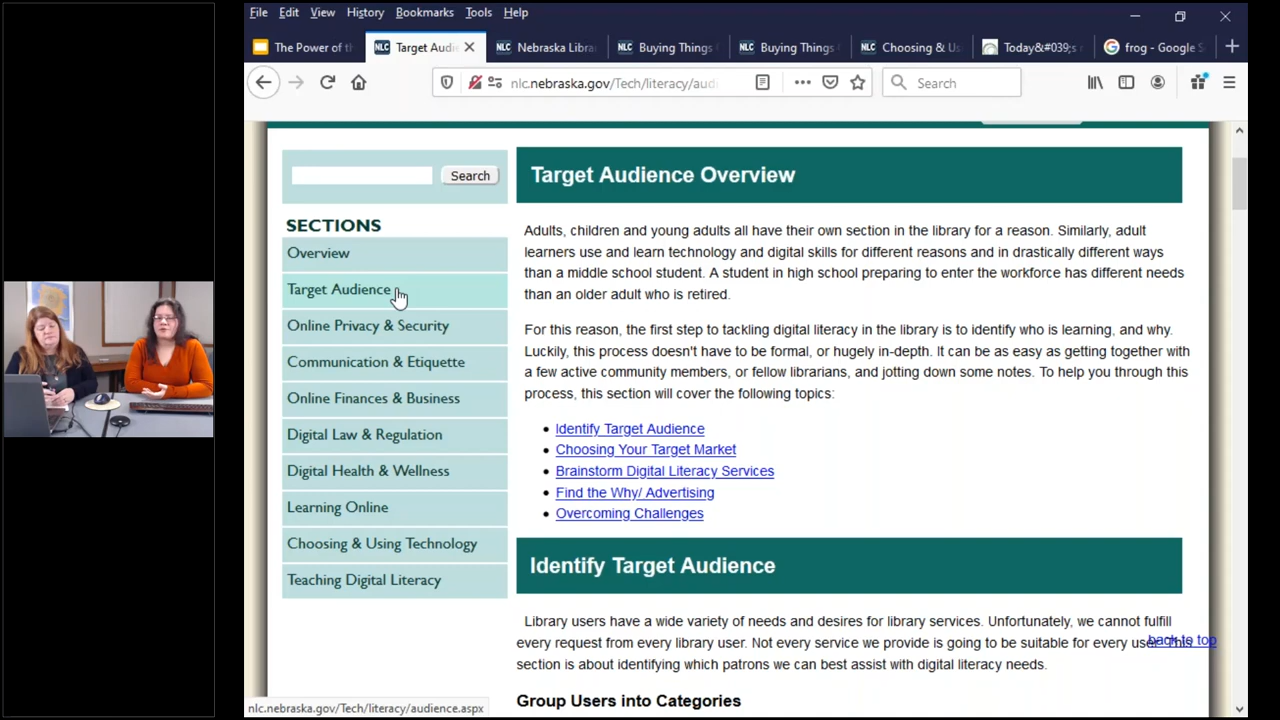 File Edit View History Bookmarks Tools Help
The Power of t
Target Audi
NLC Nebraska Libra
NLC Buying Things
NLC Buying Things
NLC Choosing & Us
Today&#039;s
frog - Google S
nlc.nebraska.gov/Tech/literacy/aud
Search
Search
SECTIONS
Overview
Target Audience
Online Privacy & Security
Communication & Etiquette
Online Finances & Business
Digital Law & Regulation
Digital Health & Wellness
Learning Online
Choosing & Using Technology
Teaching Digital Literacy
Target Audience Overview
Adults, children and young adults all have their own section in the library for a reason. Similarly, adult
learners use and learn technology and digital skills for different reasons and in drastically different ways
than a middle school student. A student in high school preparing to enter the workforce has different needs
than an older adult who is retired.
For this reason, the first step to tackling digital literacy in the library is to identify who is learning, and why.
Luckily, this process doesn't have to be formal, or hugely in-depth. It can be as easy as getting together with
a few active community members, or fellow librarians, and jotting down some notes. To help you through this
process, this section will cover the following topics:
• Identify Target Audience
• Choosing Your Target Market
• Brainstorm Digital Literacy Services
• Find the Why/ Advertising
• Overcoming Challenges
Identify Target Audience
Library users have a wide variety of needs and desires for library services. Unfortunately, we cannot fulfill
every request from every library user. Not every service we provide is going to be suitable for every user. This
back to top
section is about identifying which patrons we can best assist with digital literacy needs.
Group Users into Categories
nlc.nebraska.gov/Tech/literacy/audience.aspx